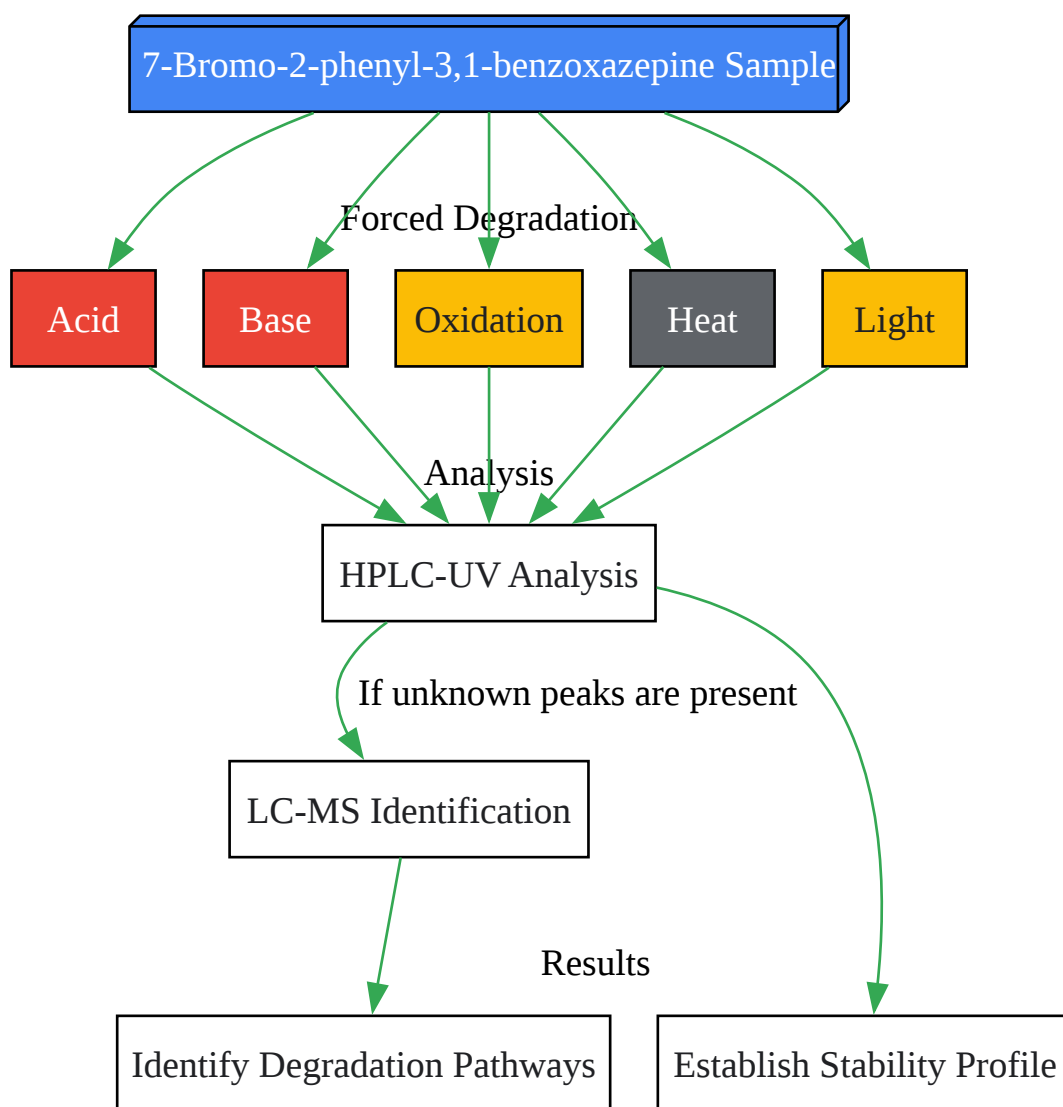 7-Bromo-2-phenyl-3,1-benzoxazepine Sample
Forced Degradation
Acid
Base
Oxidation
Heat
Light
Analysis
HPLC-UV Analysis
If unknown peaks are present
LC-MS Identification
Results
Identify Degradation Pathways
Establish Stability Profile